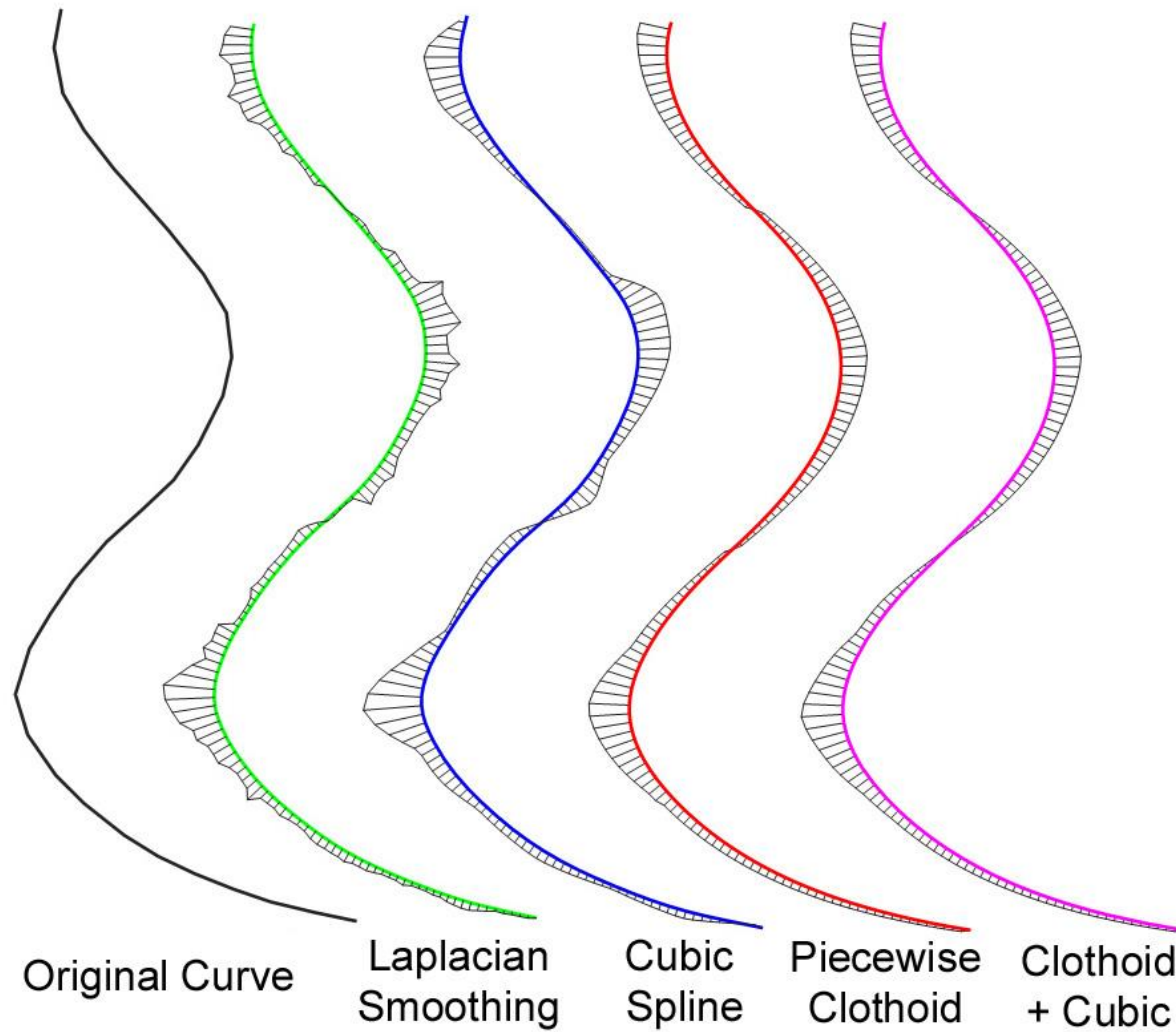 Original Curve
Laplacian
Smoothing
Cubic
Spline
Piecewise
Clothoid
Clothoid
+ Cubic